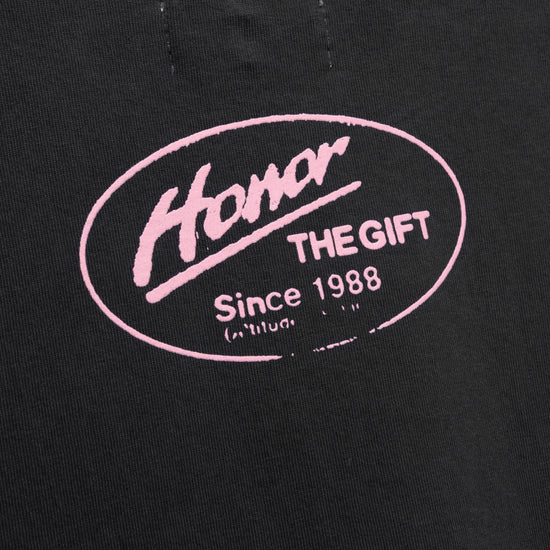 Honor
THE GIFT
Since 1988